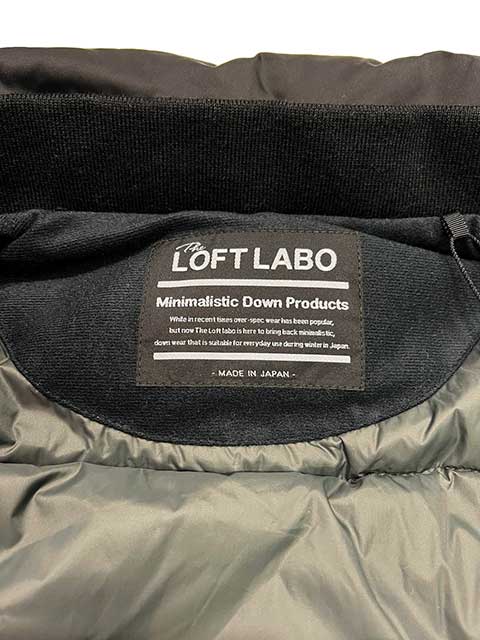 The
LOFT LABO
Minimalistic Down Products
While in recent times over-spec wear has been popular,
but now The Loft labo is here to bring back minimalistic,
down wear that is suitable for everyday use during winter in Japan.
- MADE IN JAPAN -